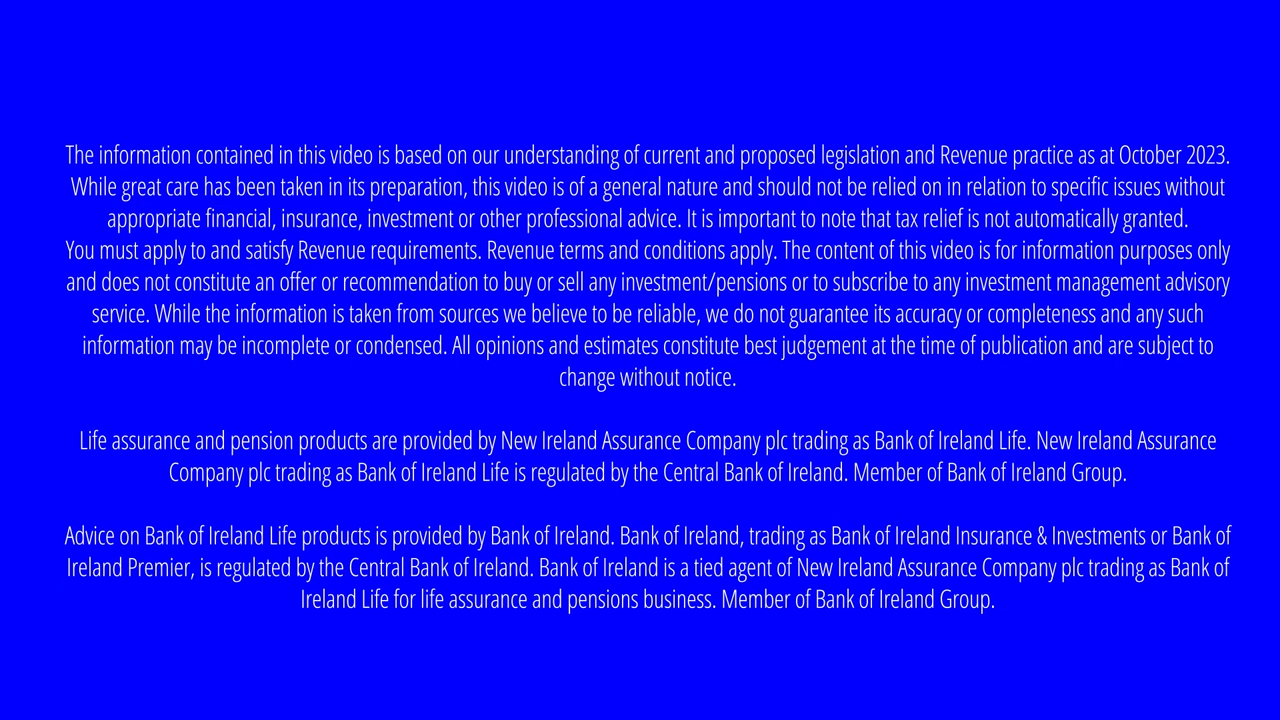 The information contained in this video is based on our understanding of current and proposed legislation and Revenue practice as at October 2023.
While great care has been taken in its preparation, this video is of a general nature and should not be relied on in relation to specific issues without
appropriate financial, insurance, investment or other professional advice. It is important to note that tax relief is not automatically granted.
You must apply to and satisfy Revenue requirements. Revenue terms and conditions apply. The content of this video is for information purposes only
and does not constitute an offer or recommendation to buy or sell any investment/pensions or to subscribe to any investment management advisory
service. While the information is taken from sources we believe to be reliable, we do not guarantee its accuracy or completeness and any such
information may be incomplete or condensed. All opinions and estimates constitute best judgement at the time of publication and are subject to
change without notice.
Life assurance and pension products are provided by New Ireland Assurance Company plc trading as Bank of Ireland Life. New Ireland Assurance
Company plc trading as Bank of Ireland Life is regulated by the Central Bank of Ireland. Member of Bank of Ireland Group.
Advice on Bank of Ireland Life products is provided by Bank of Ireland. Bank of Ireland, trading as Bank of Ireland Insurance & Investments or Bank of
Ireland Premier, is regulated by the Central Bank of Ireland. Bank of Ireland is a tied agent of New Ireland Assurance Company plc trading as Bank of
Ireland Life for life assurance and pensions business. Member of Bank of Ireland Group.